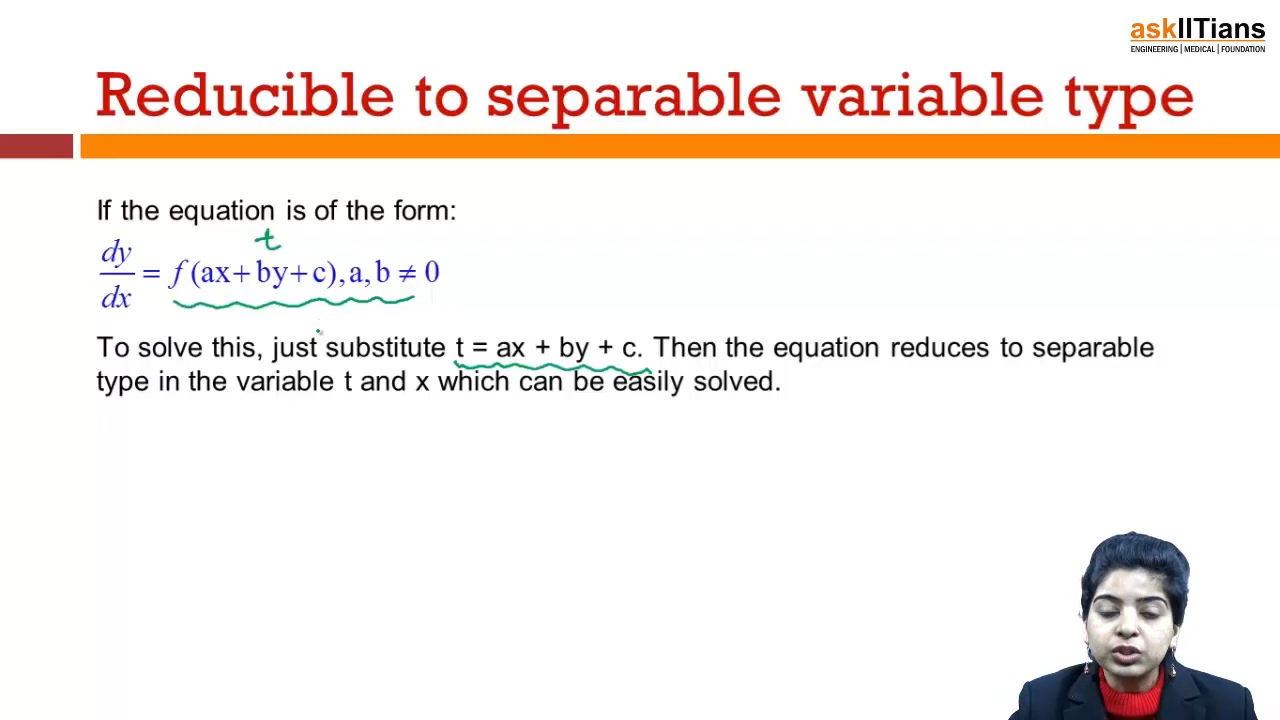 askIITians
ENGINEERING | MEDICAL | FOUNDATION
Reducible to separable variable type
If the equation is of the form:
t
dy/dx = f(ax+by+c),a,b ≠ 0
To solve this, just substitute t = ax + by + c. Then the equation reduces to separable
type in the variable t and x which can be easily solved.